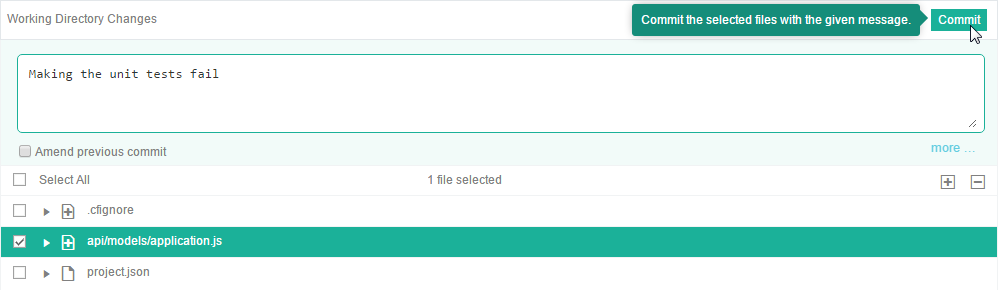 Working Directory Changes
Commit the selected files with the given message.
Commit
Making the unit tests fail
Amend previous commit
more ...
Select All
1 file selected
.cfignore
api/models/application.js
project.json